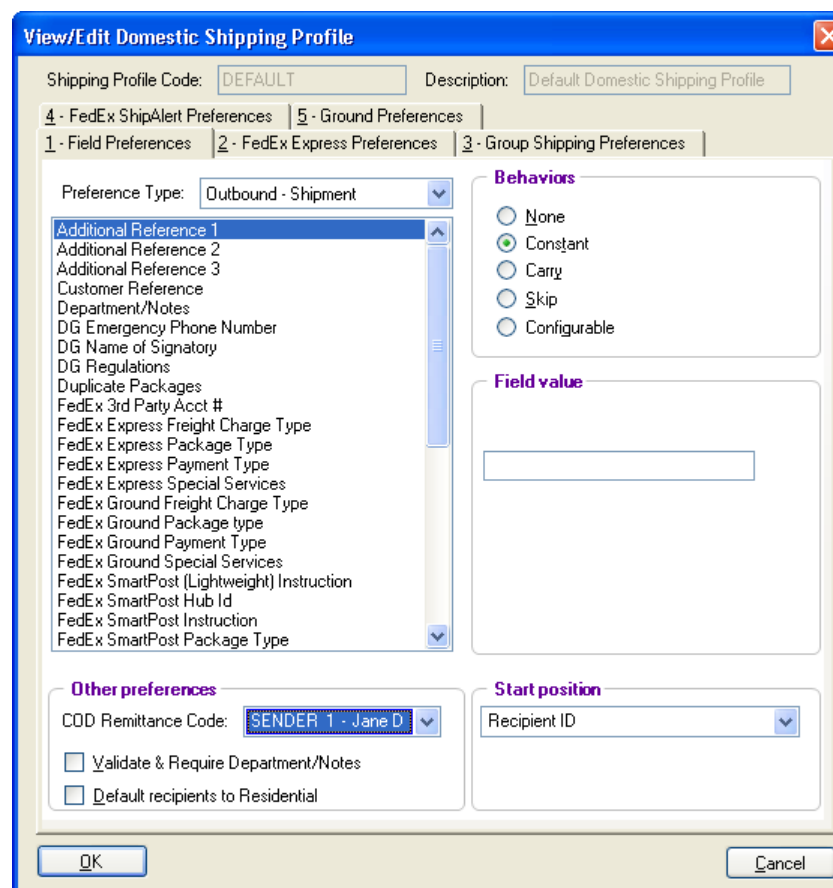 View/Edit Domestic Shipping Profile
Shipping Profile Code: DEFAULT Description: Default Domestic Shipping Profile
4 - FedEx ShipAlert Preferences 5 - Ground Preferences
1 - Field Preferences 2 - FedEx Express Preferences 3 - Group Shipping Preferences
Preference Type: Outbound - Shipment
Additional Reference 1
Additional Reference 2
Additional Reference 3
Customer Reference
Department/Notes
DG Emergency Phone Number
DG Name of Signatory
DG Regulations
Duplicate Packages
FedEx 3rd Party Acct #
FedEx Express Freight Charge Type
FedEx Express Package Type
FedEx Express Payment Type
FedEx Express Special Services
FedEx Ground Freight Charge Type
FedEx Ground Package type
FedEx Ground Payment Type
FedEx Ground Special Services
FedEx SmartPost (Lightweight) Instruction
FedEx SmartPost Hub Id
FedEx SmartPost Instruction
FedEx SmartPost Package Type
Behaviors
None
Constant
Carry
Skip
Configurable
Field value
Other preferences
COD Remittance Code: SENDER 1 - Jane D
Validate & Require Department/Notes
Default recipients to Residential
Start position
Recipient ID
OK
Cancel